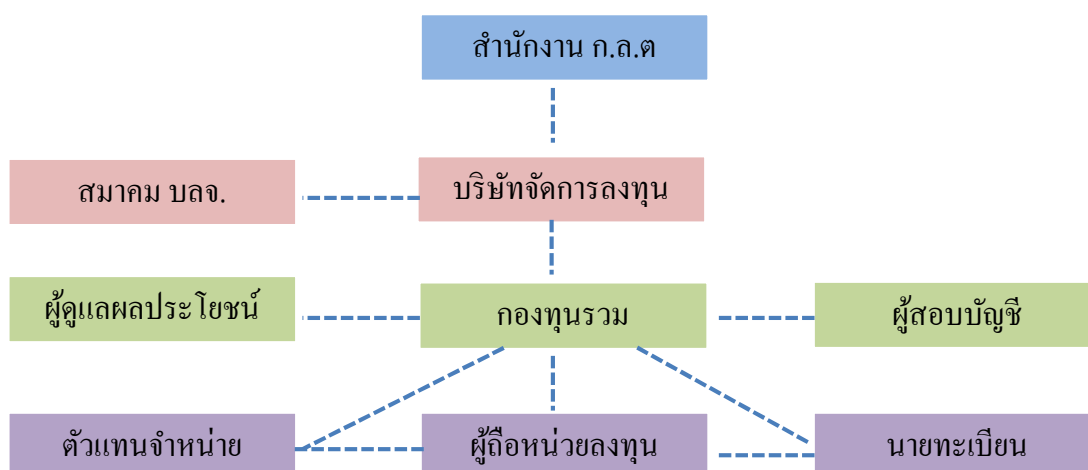 สำนักงาน ก.ล.ต
สมาคม บลจ.
บริษัทจัดการลงทุน
ผู้ดูแลผลประโยชน์
กองทุนรวม
ผู้สอบบัญชี
ตัวแทนจำหน่าย
ผู้ถือหน่วยลงทุน
นายทะเบียน